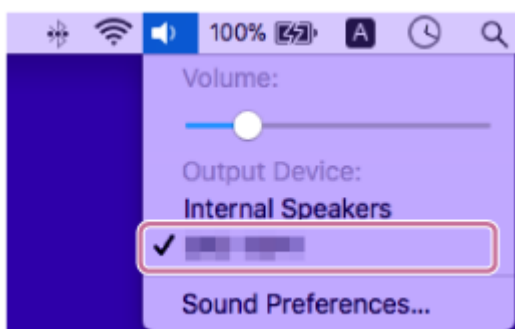 100% A
Volume:
Output Device:
Internal Speakers
Sound Preferences...